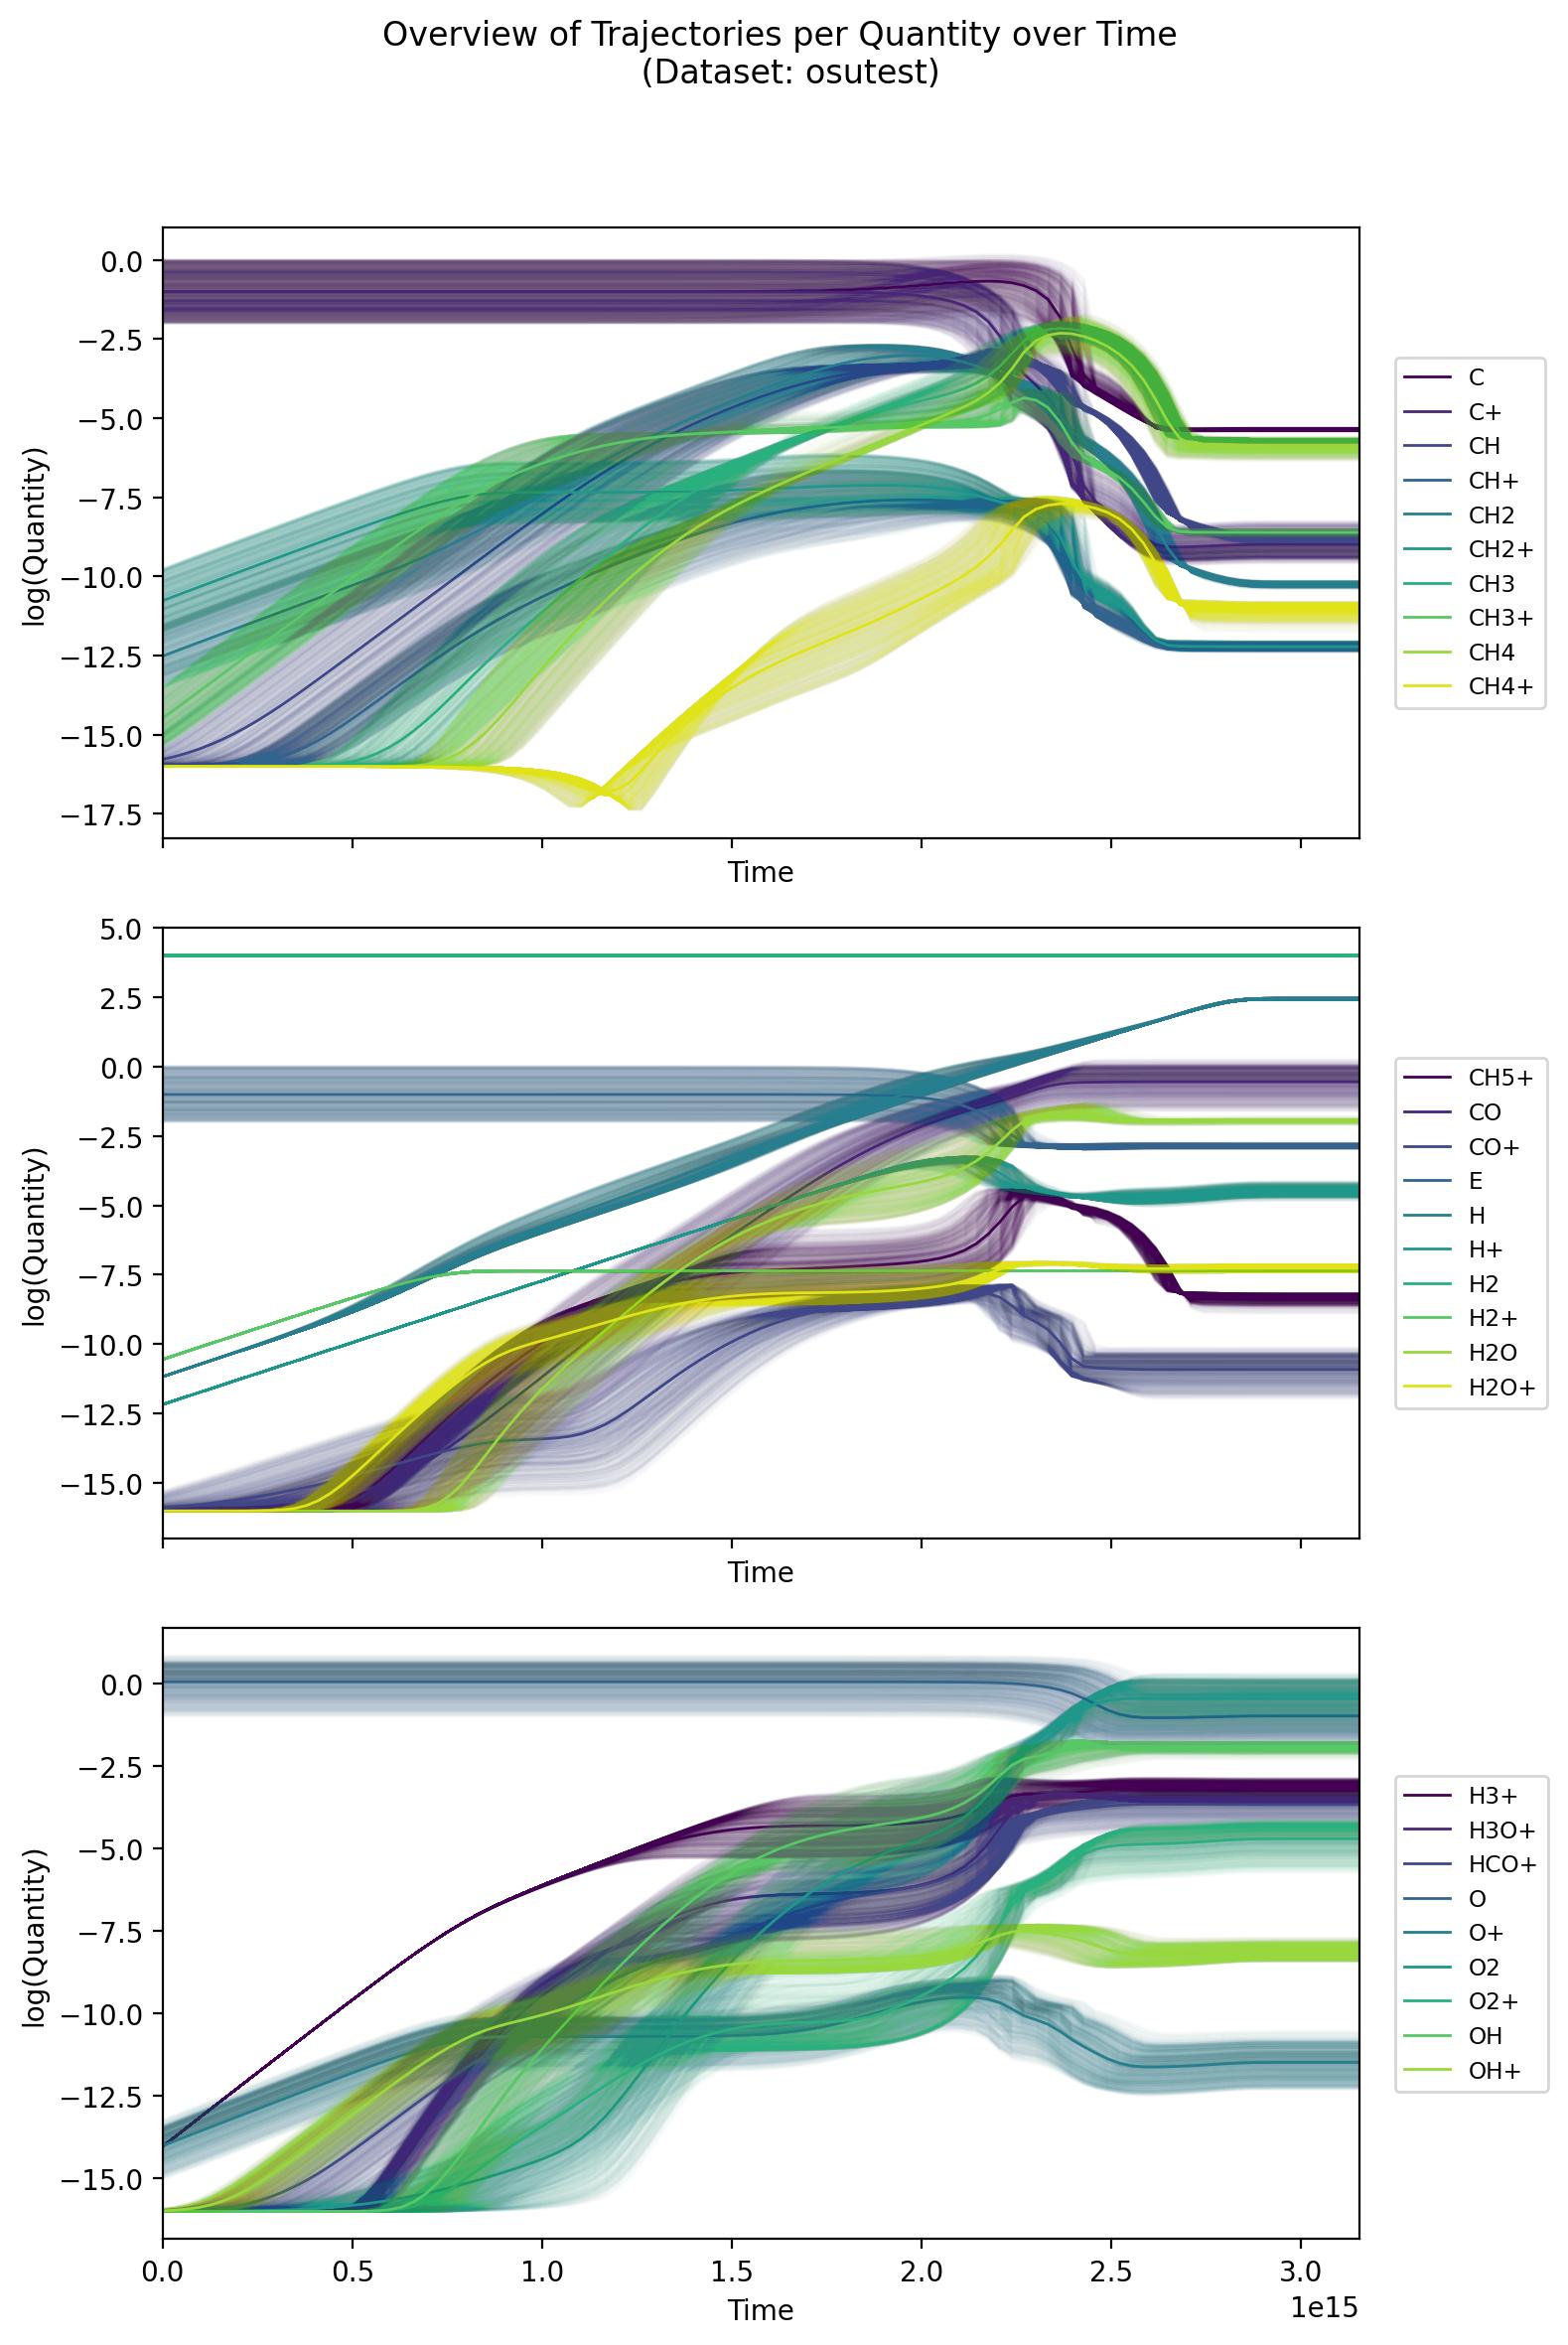 Overview of Trajectories per Quantity over Time
(Dataset: osutest)
0.0
−2.5
−5.0
−7.5
−10.0
−12.5
−15.0
−17.5
log(Quantity)
Time
C
C+
CH
CH+
CH2
CH2+
CH3
CH3+
CH4
CH4+
5.0
2.5
0.0
−2.5
−5.0
−7.5
−10.0
−12.5
−15.0
log(Quantity)
Time
CH5+
CO
CO+
E
H
H+
H2
H2+
H2O
H2O+
0.0
−2.5
−5.0
−7.5
−10.0
−12.5
−15.0
log(Quantity)
0.0 0.5 1.0 1.5 2.0 2.5 3.0
Time
1e15
H3+
H3O+
HCO+
O
O+
O2
O2+
OH
OH+